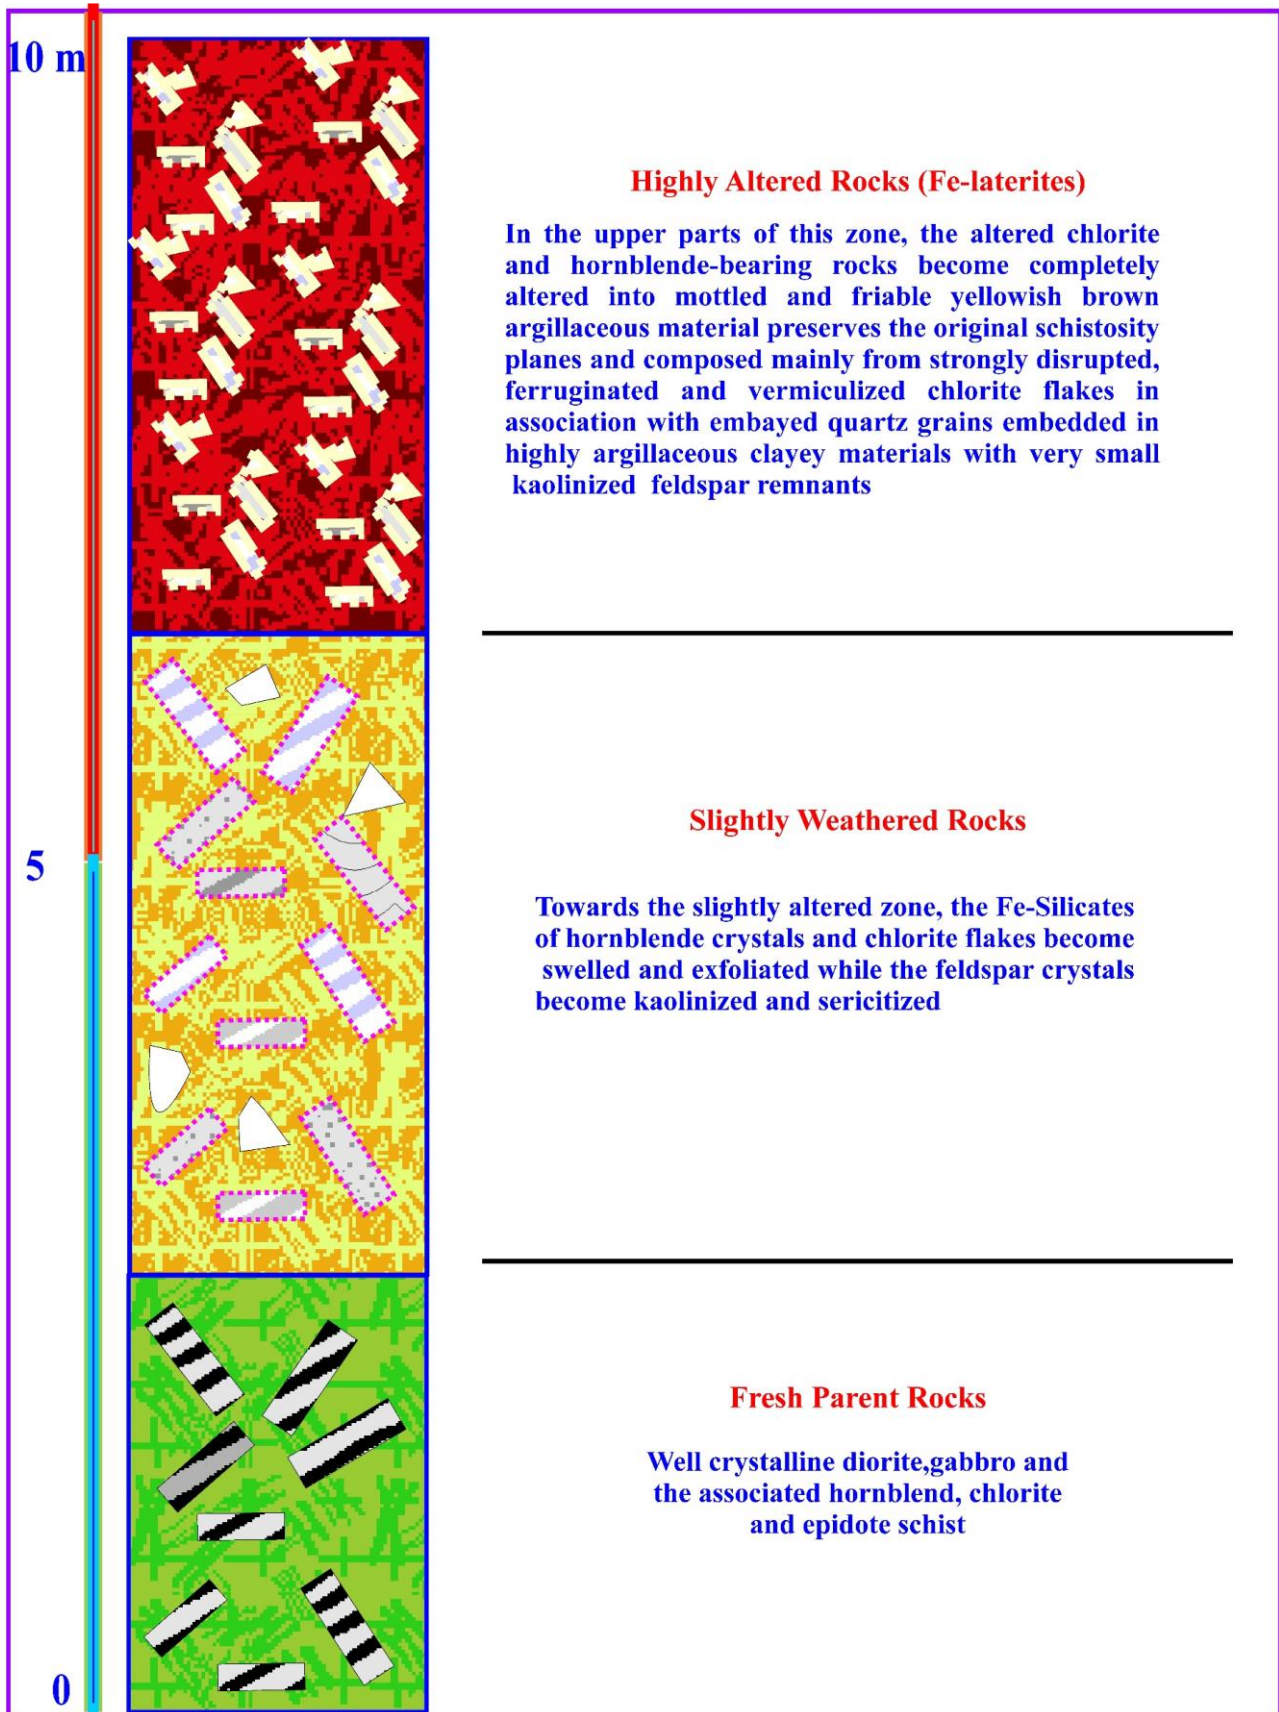 10 m
Highly Altered Rocks (Fe-laterites)
In the upper parts of this zone, the altered chlorite
and hornblende-bearing rocks become completely
altered into mottled and friable yellowish brown
argillaceous material preserves the original schistosity
planes and composed mainly from strongly disrupted,
ferruginated and vermiculized chlorite flakes in
association with embayed quartz grains embedded in
highly argillaceous clayey materials with very small
kaolinized feldspar remnants
5
Slightly Weathered Rocks
Towards the slightly altered zone, the Fe-Silicates
of hornblende crystals and chlorite flakes become
swelled and exfoliated while the feldspar crystals
become kaolinized and sericitized
Fresh Parent Rocks
Well crystalline diorite,gabbro and
the associated hornblend, chlorite
and epidote schist
0